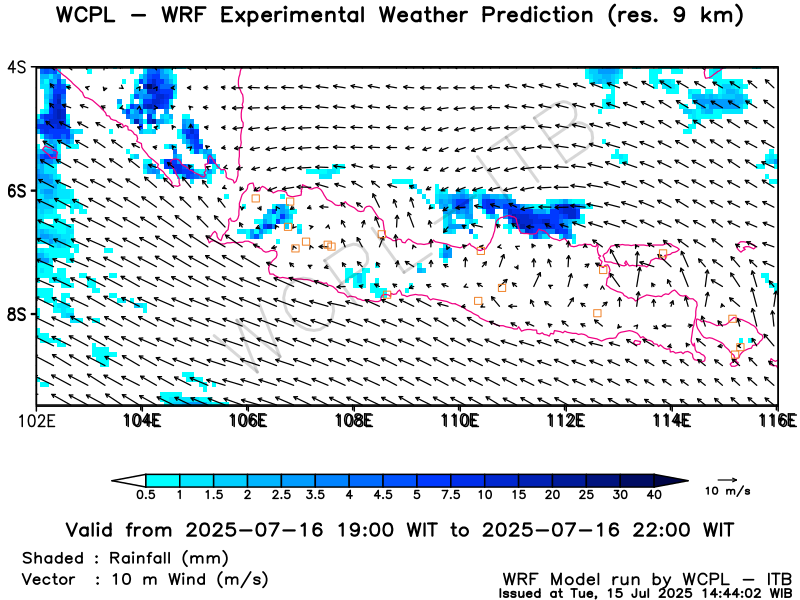 WCPL – WRF Experimental Weather Prediction (res. 9 km)
4S
6S
8S
WCPL-ITB
102E 104E 106E 108E 110E 112E 114E 116E
0.5 1 1.5 2 2.5 3.5 4 4.5 5 7.5 10 15 20 25 30 40
10 m/s
Valid from 2025-07-16 19:00 WIT to 2025-07-16 22:00 WIT
Shaded : Rainfall (mm)
Vector : 10 m Wind (m/s)
WRF Model run by WCPL – ITB
Issued at Tue, 15 Jul 2025 14:44:02 WIB